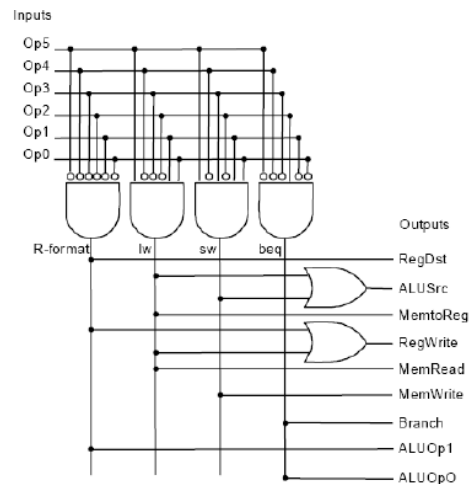 Inputs
Op5
Op4
Op3
Op2
Op1
Op0
R-format
lw
sw
beq
Outputs
RegDst
ALUSrc
MemtoReg
RegWrite
MemRead
MemWrite
Branch
ALUOp1
ALUOpO